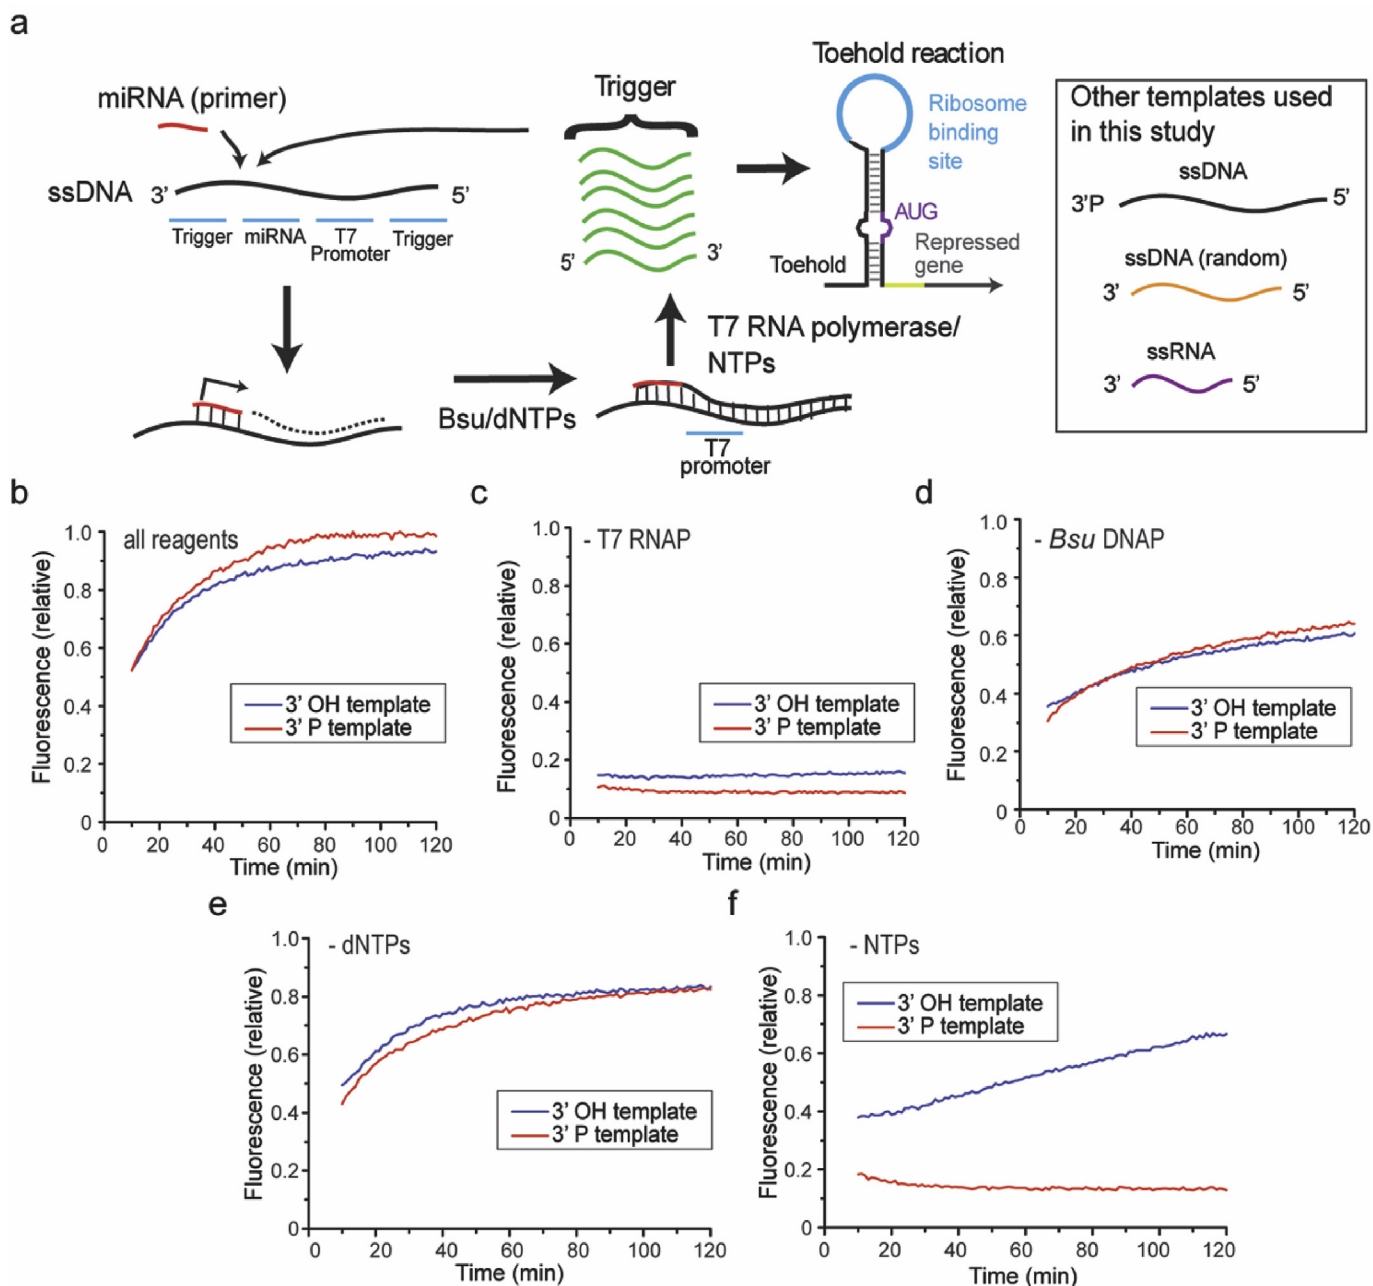 a
miRNA (primer)
ssDNA
3’
5’
Trigger
miRNA
T7
Promoter
Trigger
Trigger
5’
3’
Toehold reaction
Ribosome
binding
site
AUG
Repressed
gene
Toehold
Other templates used
in this study
ssDNA
3’P
5’
ssDNA (random)
3’
5’
ssRNA
3’
5’
Bsu/dNTPs
T7 RNA polymerase/
NTPs
T7
promoter
b
all reagents
Fluorescence (relative)
1.0
0.8
0.6
0.4
0.2
0
3’ OH template
3’ P template
20
40
60
80
100
120
Time (min)
c
- T7 RNAP
Fluorescence (relative)
1.0
0.8
0.6
0.4
0.2
0
3’ OH template
3’ P template
0
20
40
60
80
100
120
Time (min)
d
- Bsu DNAP
Fluorescence (relative)
1.0
0.8
0.6
0.4
0.2
0
3’ OH template
3’ P template
0
20
40
60
80
100
120
Time (min)
e
- dNTPs
Fluorescence (relative)
1.0
0.8
0.6
0.4
0.2
0
3’ OH template
3’ P template
0
20
40
60
80
100
120
Time (min)
f
- NTPs
Fluorescence (relative)
1.0
0.8
0.6
0.4
0.2
0
3’ OH template
3’ P template
0
20
40
60
80
100
120
Time (min)